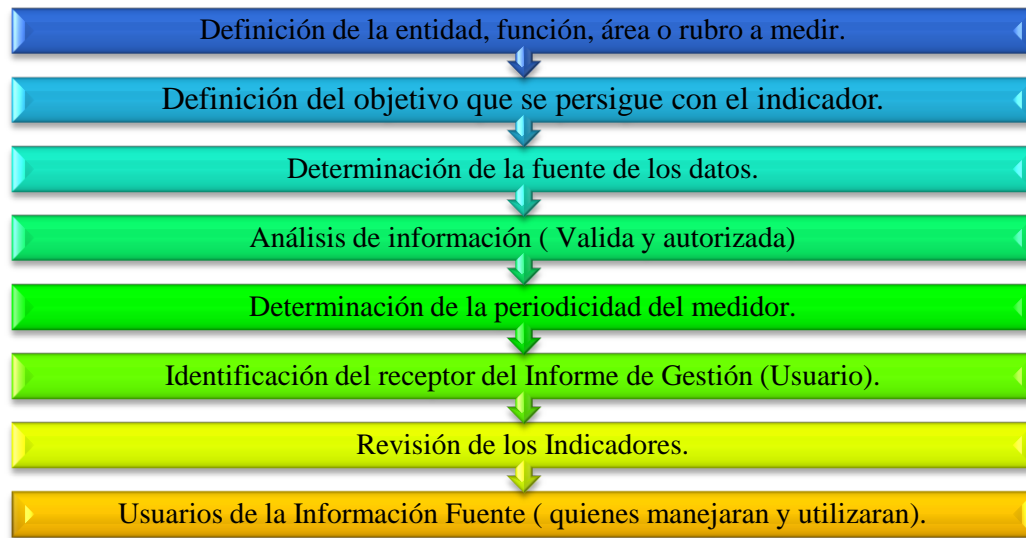 Definición de la entidad, función, área o rubro a medir.
Definición del objetivo que se persigue con el indicador.
Determinación de la fuente de los datos.
Análisis de información ( Valida y autorizada)
Determinación de la periodicidad del medidor.
Identificación del receptor del Informe de Gestión (Usuario).
Revisión de los Indicadores.
Usuarios de la Información Fuente ( quienes manejaran y utilizaran).